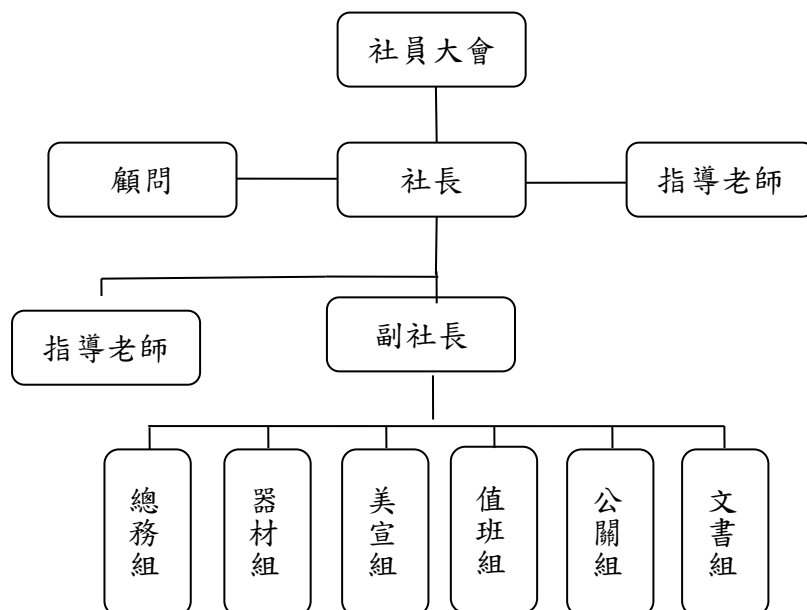 社員大會
顧問
社長
指導老師
指導老師
副社長
總務組
器材組
美宣組
值班組
公關組
文書組